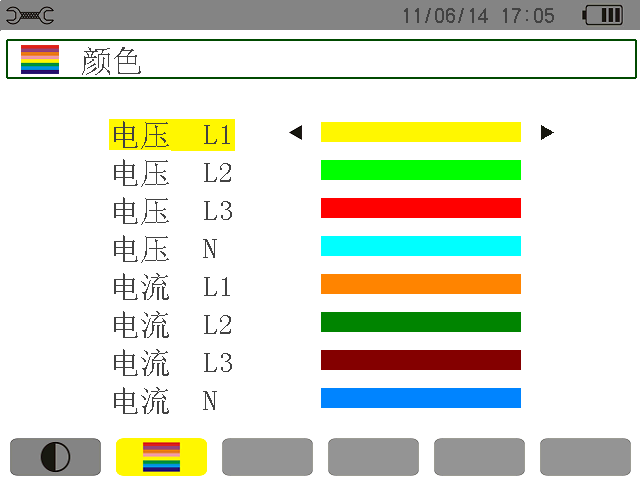 11/06/14 17:05
颜色
电压 L1
电压 L2
电压 L3
电压 N
电流 L1
电流 L2
电流 L3
电流 N